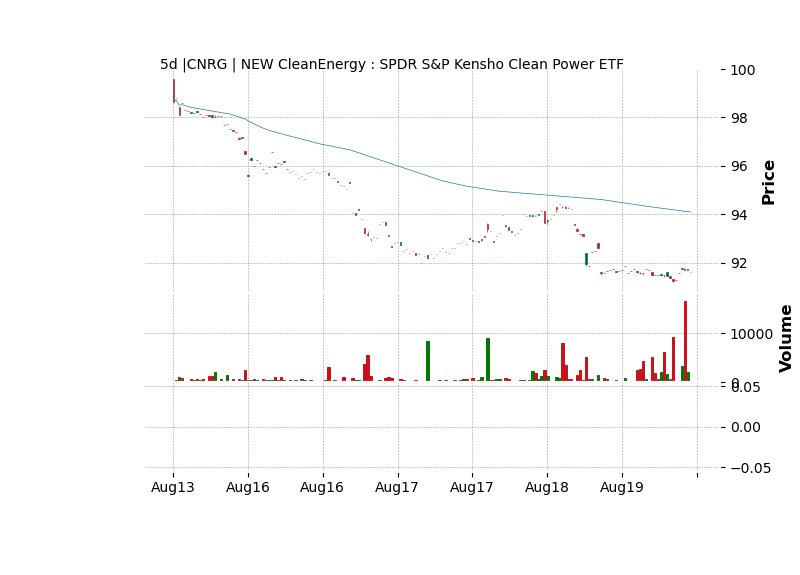 5d |CNRG | NEW CleanEnergy : SPDR S&P Kensho Clean Power ETF
100
98
96
94
92
Price
10000
0
Volume
0.05
0.00
−0.05
Aug13 Aug16 Aug16 Aug17 Aug17 Aug18 Aug19